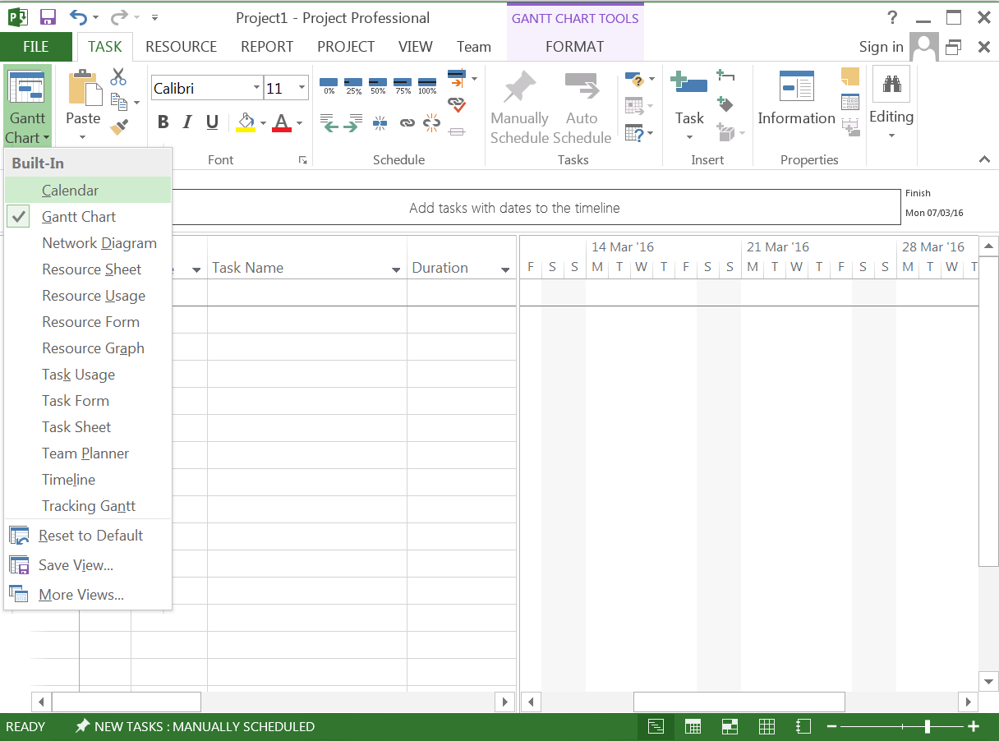 Project1 - Project Professional
GANTT CHART TOOLS
?
FILE
TASK
RESOURCE
REPORT
PROJECT
VIEW
Team
FORMAT
Sign in
Gantt
Chart
Paste
Calibri
11
B I U
A
0%
25%
50%
75%
100%
Manually
Schedule
Auto
Schedule
Task
Information
Editing
Font
Schedule
Tasks
Insert
Properties
Built-In
Calendar
Gantt Chart
Network Diagram
Resource Sheet
Resource Usage
Resource Form
Resource Graph
Task Usage
Task Form
Task Sheet
Team Planner
Timeline
Tracking Gantt
Reset to Default
Save View...
More Views...
Add tasks with dates to the timeline
Finish
Mon 07/03/16
Task Name
Duration
14 Mar '16
21 Mar '16
28 Mar '16
F S S M T W T F S S M T W T F S S M T W T
READY
NEW TASKS : MANUALLY SCHEDULED